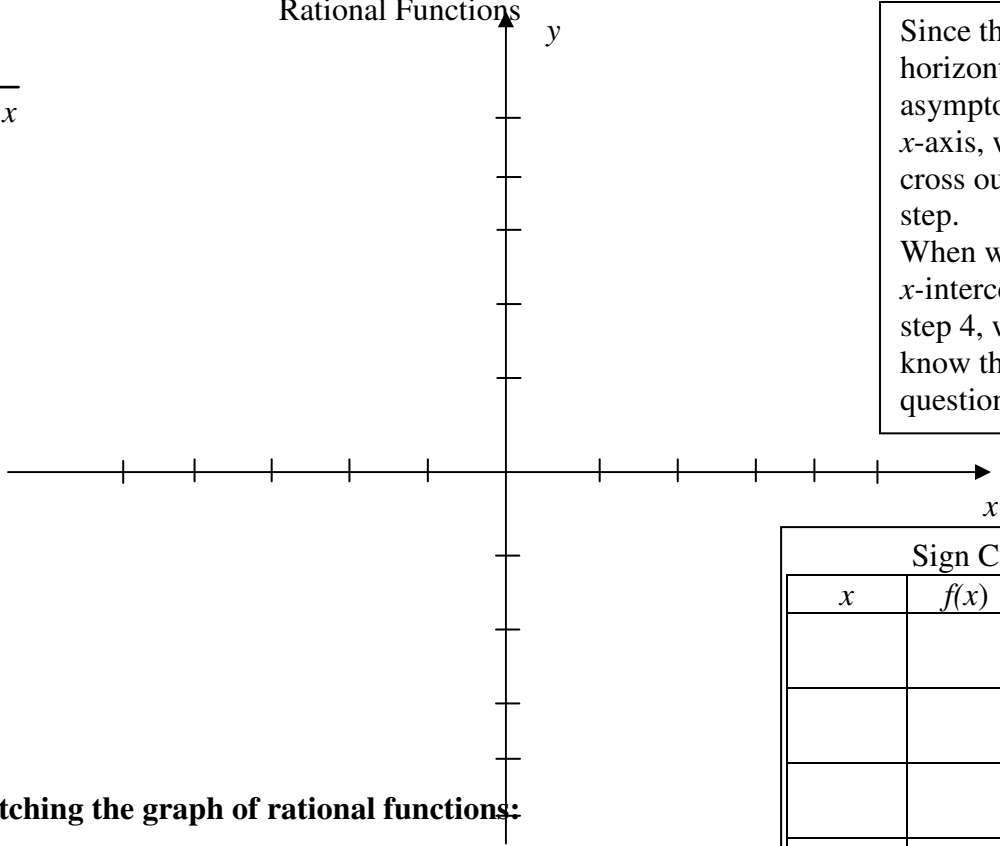 Rational Functions
y
x
Since th
horizont
asympto
x-axis, w
cross ou
step.
When w
x-interce
step 4, w
know th
question
x
Sign C
x f(x)
tching the graph of rational functions: